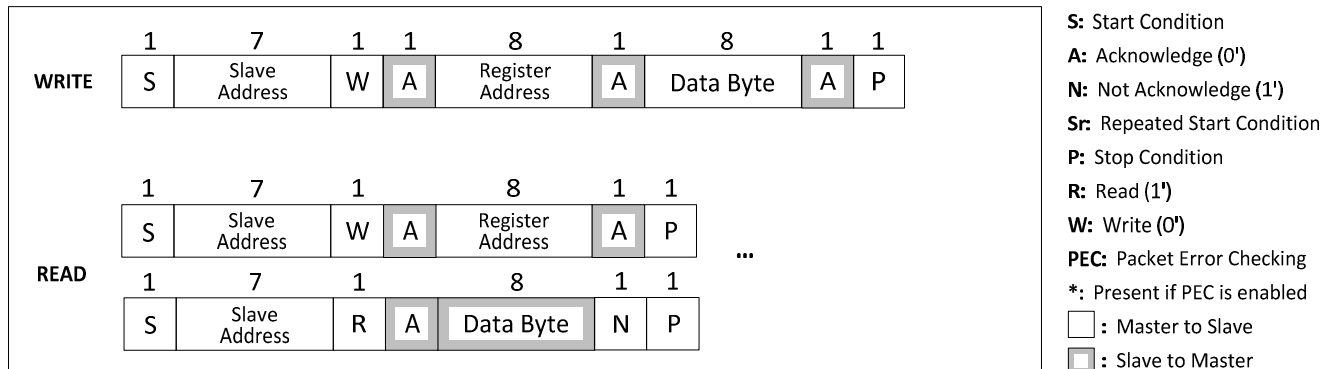 1 7 1 1 8 1 8 1 1
WRITE S Slave Address W A Register Address A Data Byte A P
1 7 1 8 1 1
S Slave Address W A Register Address A P
...
READ
1 7 1 8 1 1
S Slave Address R A Data Byte N P
S: Start Condition
A: Acknowledge (0')
N: Not Acknowledge (1')
Sr: Repeated Start Condition
P: Stop Condition
R: Read (1')
W: Write (0')
PEC: Packet Error Checking
*: Present if PEC is enabled
: Master to Slave
: Slave to Master